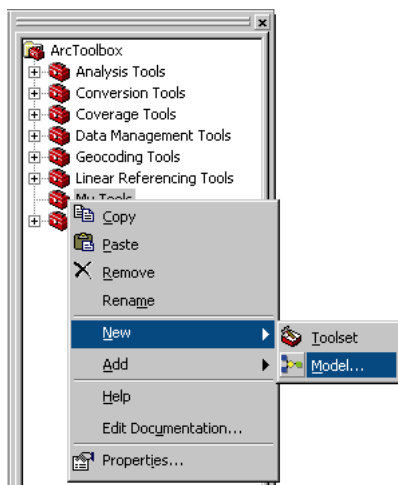 ArcToolbox
Analysis Tools
Conversion Tools
Coverage Tools
Data Management Tools
Geocoding Tools
Linear Referencing Tools
My Tools
Copy
Paste
Remove
Rename
New
Add
Help
Edit Documentation...
Properties...
Toolset
Model...